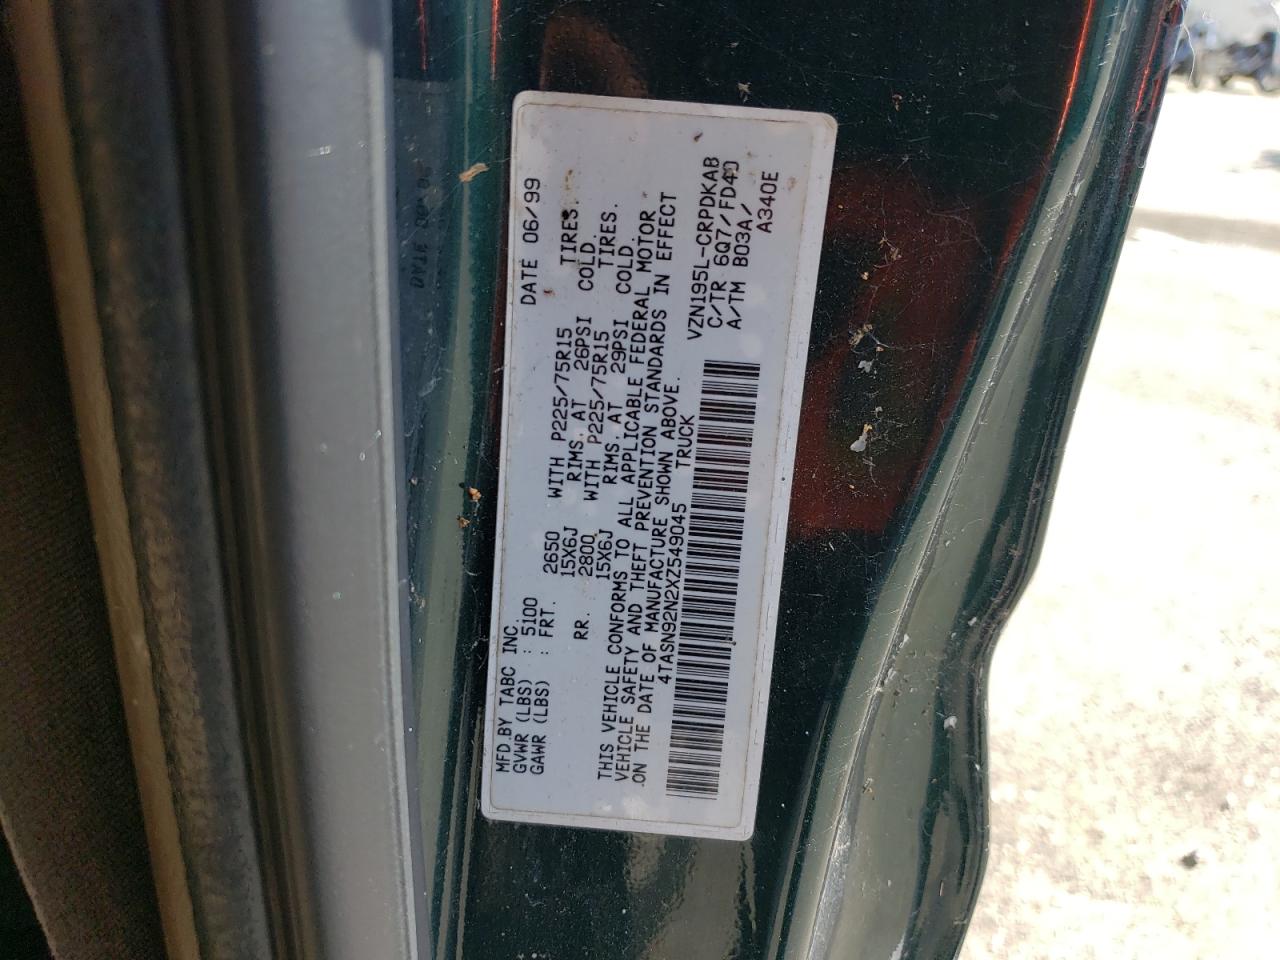 MFD.BY TABC INC. DATE 06/99
GVWR (LBS) : 5100
GAWR (LBS) : FRT. 2650 WITH P225/75R15 TIRES.
15X6J RIMS. AT 26PSI COLD.
RR. 2800 WITH P225/75R15 TIRES.
15X6J RIMS. AT 29PSI COLD.
THIS VEHICLE CONFORMS TO ALL APPLICABLE FEDERAL MOTOR
VEHICLE SAFETY AND THEFT PREVENTION STANDARDS IN EFFECT
ON THE DATE OF MANUFACTURE SHOWN ABOVE.
4TASN92N2XZ549045 TRUCK
VZN195L-CRPDKAB
C/TR 6Q7/FD40
A/TM B03A/
A340E